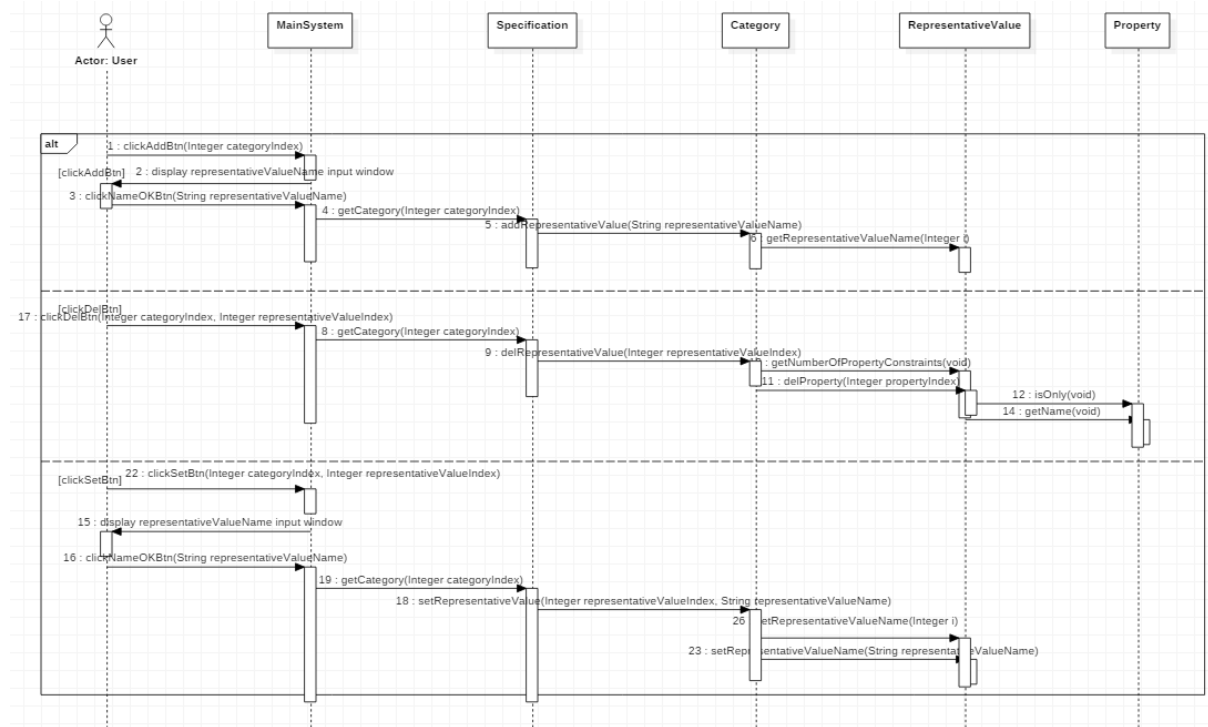 MainSystem
Specification
Category
RepresentativeValue
Property
Actor: User
alt
1 : clickAddBtn(Integer categoryIndex)
[clickAddBtn]
2 : display representativeValueName input window
3 : clickNameOKBtn(String representativeValueName)
4 : getCategory(Integer categoryIndex)
5 : addRepresentativeValue(String representativeValueName)
6 : getRepresentativeValueName(Integer i)
[clickDelBtn]
17 : clickDelBtn(Integer categoryIndex, Integer representativeValueIndex)
8 : getCategory(Integer categoryIndex)
9 : delRepresentativeValue(Integer representativeValueIndex)
: getNumberOfPropertyConstraints(void)
11 : delProperty(Integer propertyIndex)
12 : isOnly(void)
14 : getName(void)
22 : clickSetBtn(Integer categoryIndex, Integer representativeValueIndex)
[clickSetBtn]
15 : display representativeValueName input window
16 : clickNameOKBtn(String representativeValueName)
19 : getCategory(Integer categoryIndex)
18 : setRepresentativeValue(Integer representativeValueIndex, String representativeValueName)
26
23 : setRepresentativeValueName(String representativeValueName)